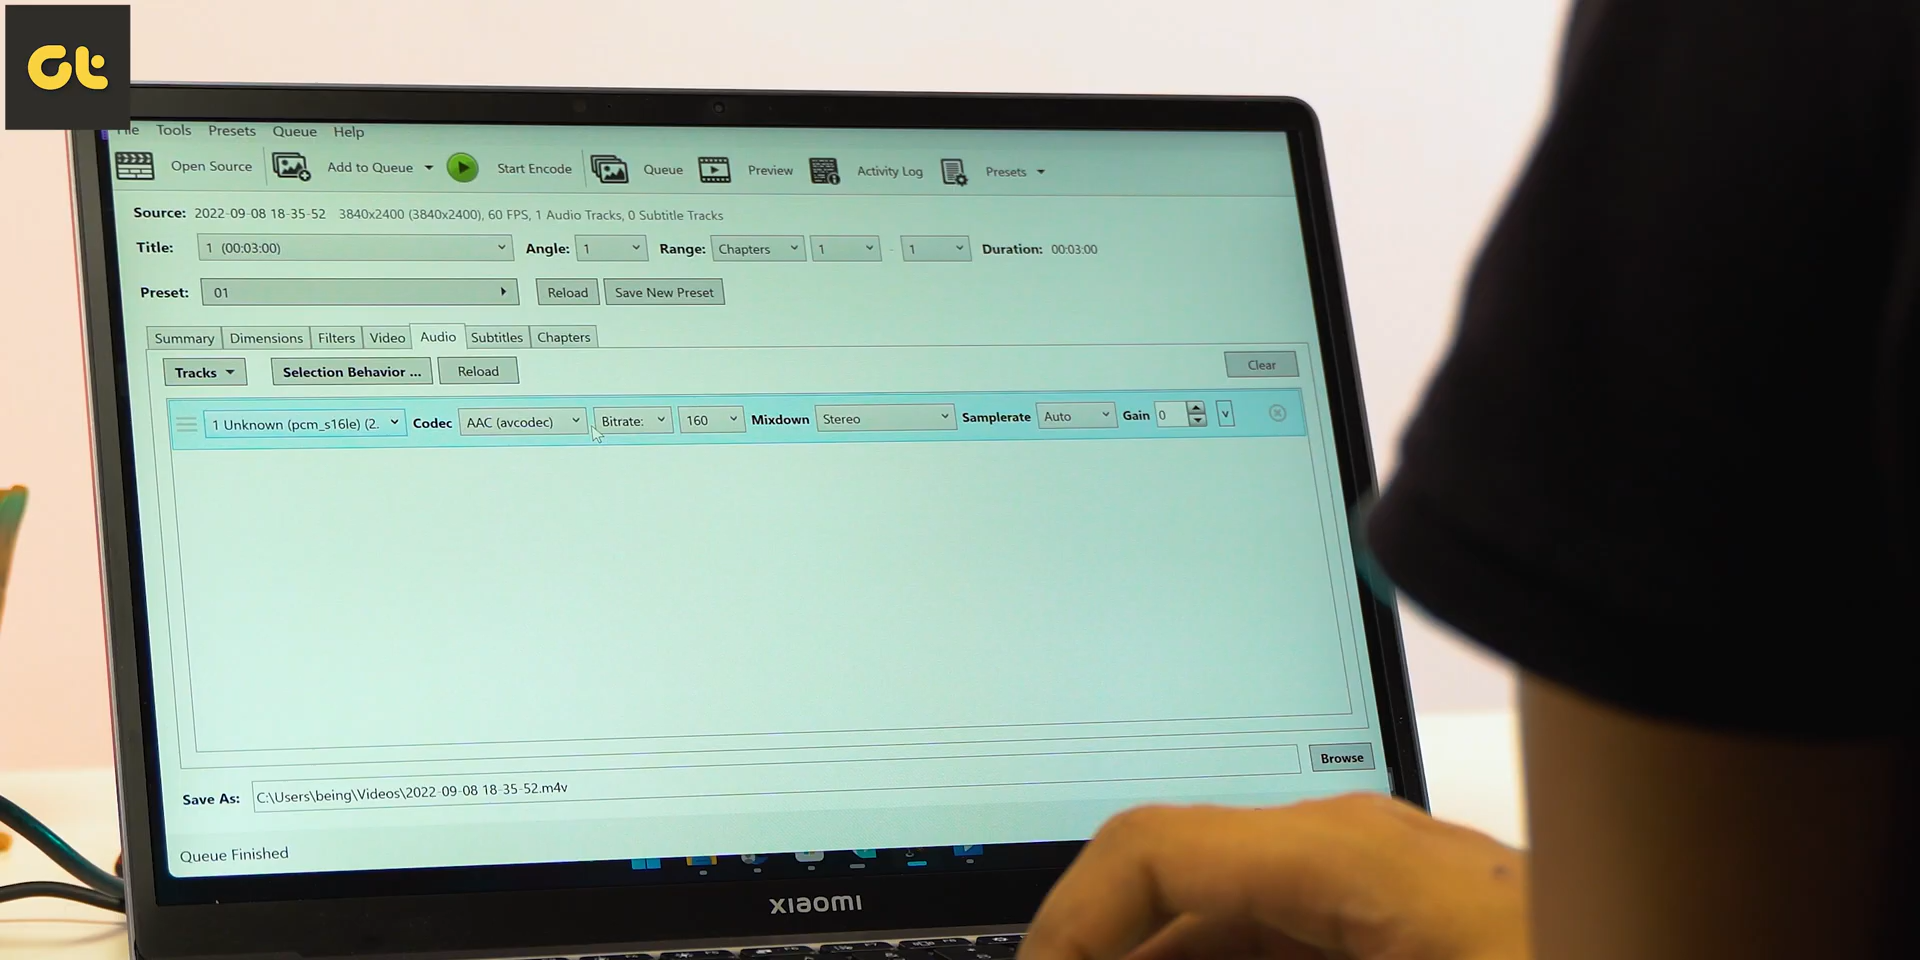 Gt
Tools Presets Queue Help
Open Source Add to Queue Start Encode Queue Preview Activity Log Presets
Source: 2022-09-08 18-35-52 3840x2400 (3840x2400), 60 FPS, 1 Audio Tracks, 0 Subtitle Tracks
Title: 1 (00:03:00) Angle: 1 Range: Chapters 1 - 1 Duration: 00:03:00
Preset: 01 Reload Save New Preset
Summary Dimensions Filters Video Audio Subtitles Chapters
Tracks Selection Behavior ... Reload Clear
1 Unknown (pcm_s16le) (2. Codec AAC (avcodec) Bitrate: 160 Mixdown Stereo Samplerate Auto Gain 0 v
Save As: C:\Users\being\Videos\2022-09-08 18-35-52.m4v Browse
Queue Finished
xiaomi